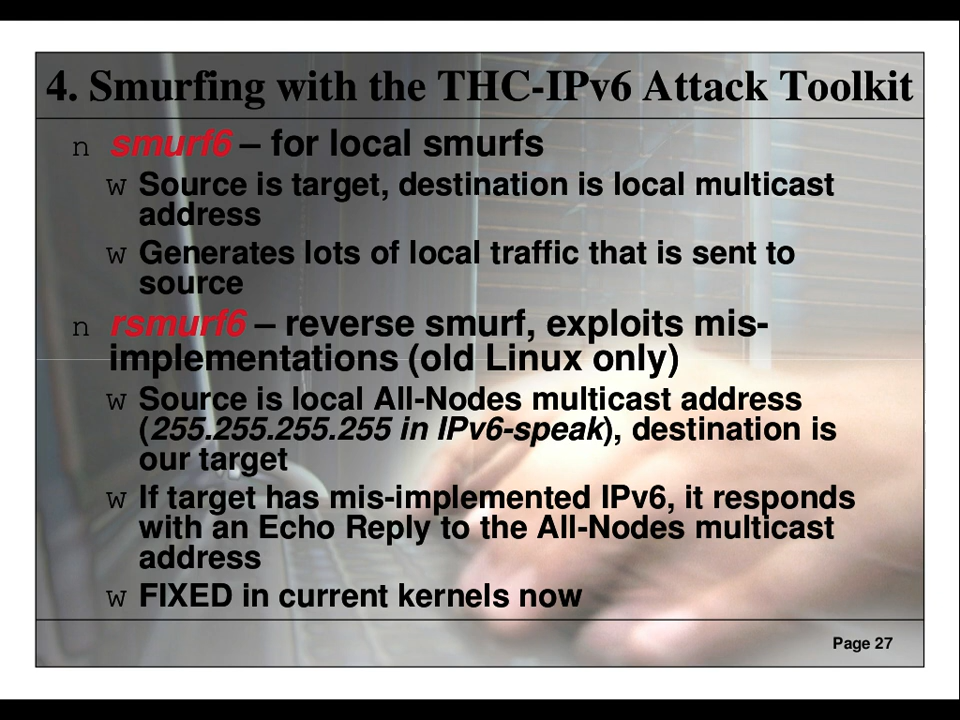 4. Smurfing with the THC-IPv6 Attack Toolkit
n smurf6 – for local smurfs
w Source is target, destination is local multicast
address
w Generates lots of local traffic that is sent to
source
n rsmurf6 – reverse smurf, exploits mis-
implementations (old Linux only)
w Source is local All-Nodes multicast address
(255.255.255.255 in IPv6-speak), destination is
our target
w If target has mis-implemented IPv6, it responds
with an Echo Reply to the All-Nodes multicast
address
w FIXED in current kernels now
Page 27